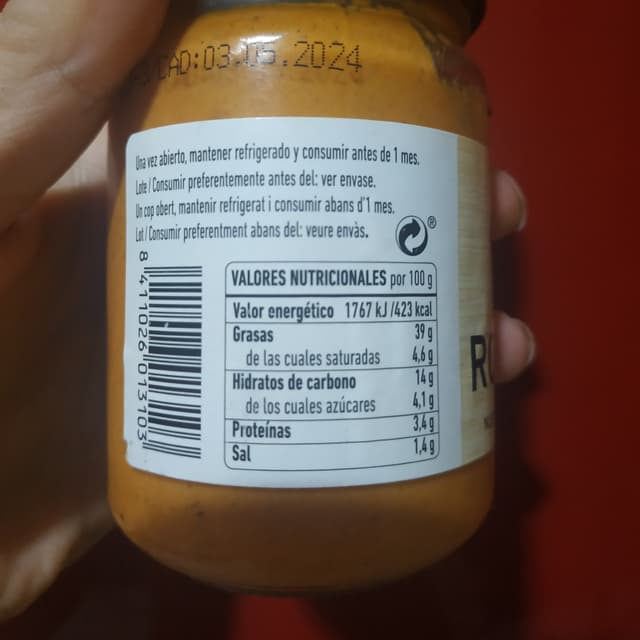 CAD:03.05.2024
Una vez abierto, mantener refrigerado y consumir antes de 1 mes.
Lote / Consumir preferentemente antes del: ver envase.
Un cop obert, mantenir refrigerat i consumir abans d'1 mes.
Lot / Consumir preferentment abans del: veure envàs.
®
8 411026 013103
VALORES NUTRICIONALES por 100 g
Valor energético 1767 kJ/423 kcal
Grasas 39 g
de las cuales saturadas 4,6 g
Hidratos de carbono 14 g
de los cuales azúcares 4,1 g
Proteínas 3,4 g
Sal 1,4 g